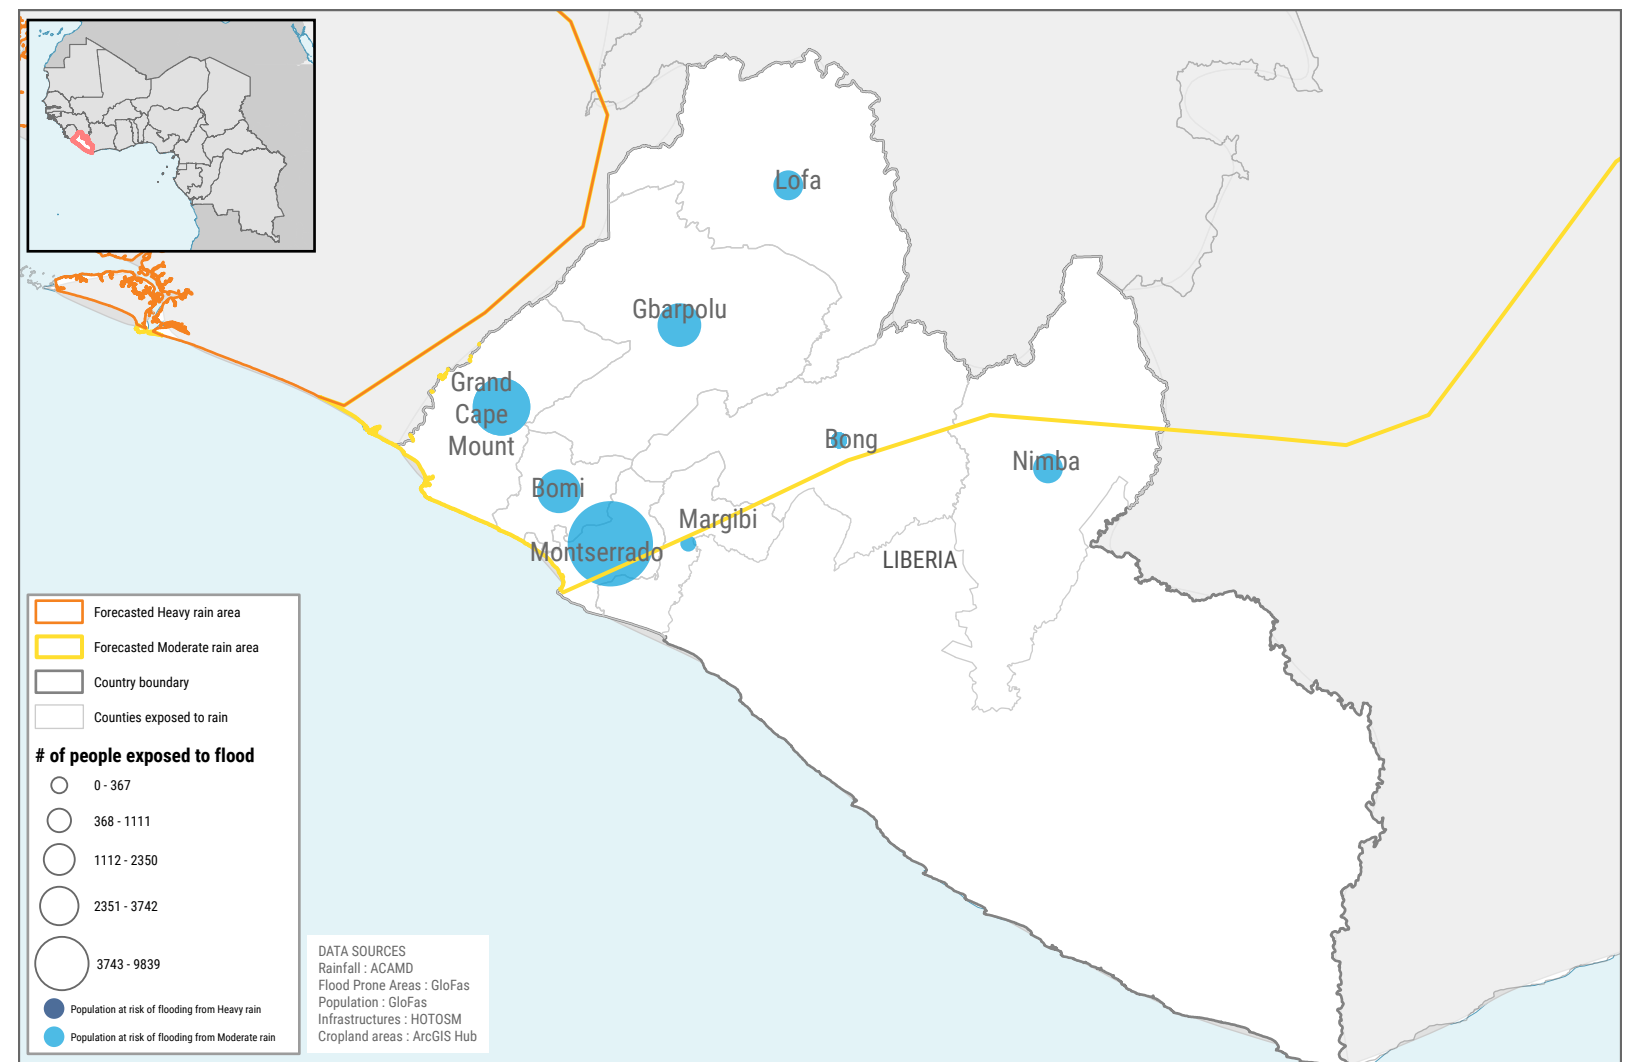 Lofa
Gbarpolu
Grand
Cape
Mount
Bong
Nimba
Bomi
Margibi
Montserrado
LIBERIA
Forecasted Heavy rain area
Forecasted Moderate rain area
Country boundary
Counties exposed to rain
# of people exposed to flood
0 - 367
368 - 1111
1112 - 2350
2351 - 3742
3743 - 9839
Population at risk of flooding from Heavy rain
Population at risk of flooding from Moderate rain
DATA SOURCES
Rainfall : ACAMD
Flood Prone Areas : GloFas
Population : GloFas
Infrastructures : HOTOSM
Cropland areas : ArcGIS Hub